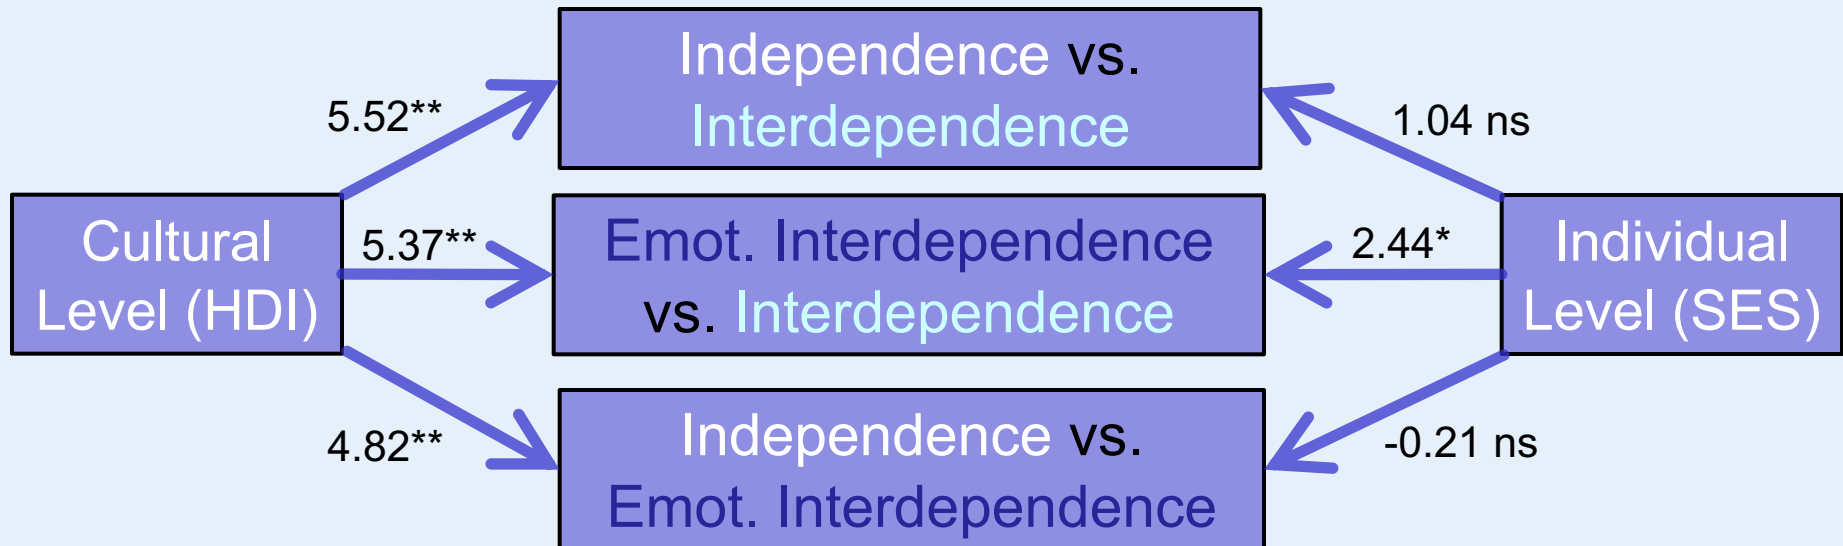 Independence vs.
Interdependence
5.52**
1.04 ns
Cultural
Level (HDI)
5.37**
Emot. Interdependence
vs. Interdependence
2.44*
Individual
Level (SES)
4.82**
Independence vs.
Emot. Interdependence
-0.21 ns